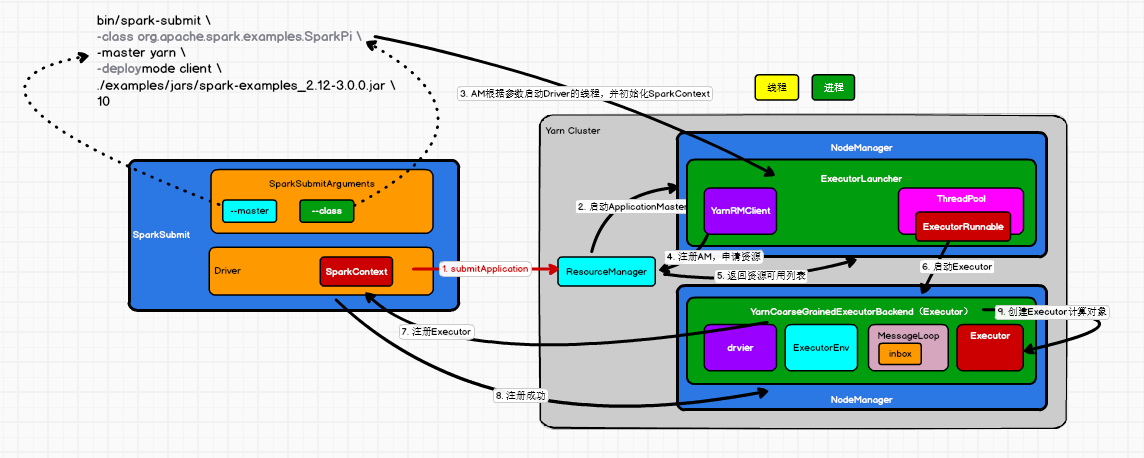 bin/spark-submit \
-class org.apache.spark.examples.SparkPi \
-master yarn \
-deploymode client \
./examples/jars/spark-examples_2.12-3.0.0.jar \
10
线程
进程
3. AM根据参数启动Driver的线程，并初始化SparkContext
Yarn Cluster
NodeManager
ExecutorLauncher
YarnRMClient
ThreadPool
ExecutorRunnable
SparkSubmitArguments
--master
--class
SparkSubmit
Driver
SparkContext
1. submitApplication
2. 启动ApplicationMaster
ResourceManager
4. 注册AM，申请资源
5. 返回资源可用列表
6. 启动Executor
YarnCoarseGrainedExecutorBackend（Executor）
9. 创建Executor计算对象
drvier
ExecutorEnv
MessageLoop
inbox
Executor
NodeManager
7. 注册Executor
8. 注册成功